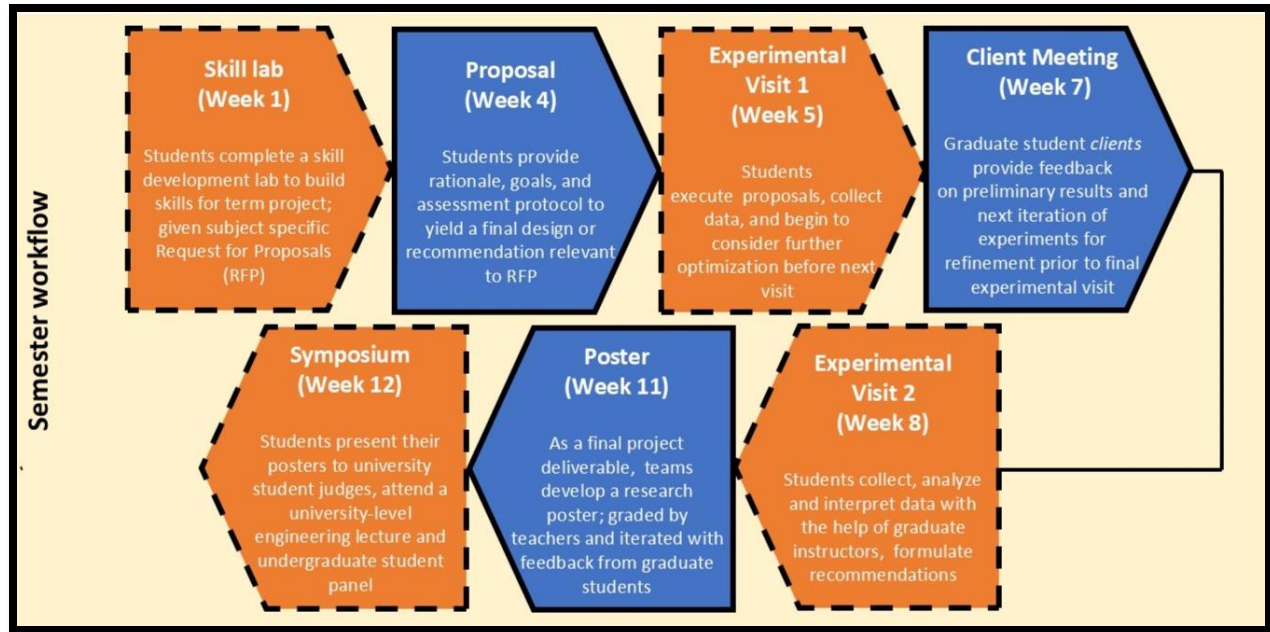 Semester workflow
Skill lab
(Week 1)
Students complete a skill
development lab to build
skills for term project;
given subject specific
Request for Proposals
(RFP)
Proposal
(Week 4)
Students provide
rationale, goals, and
assessment protocol to
yield a final design or
recommendation relevant
to RFP
Experimental
Visit 1
(Week 5)
Students
execute proposals, collect
data, and begin to
consider further
optimization before next
visit
Client Meeting
(Week 7)
Graduate student clients
provide feedback
on preliminary results and
next iteration of
experiments for
refinement prior to final
experimental visit
Experimental
Visit 2
(Week 8)
Students collect, analyze
and interpret data with
the help of graduate
instructors, formulate
recommendations
Poster
(Week 11)
As a final project
deliverable, teams
develop a research
poster; graded by
teachers and iterated with
feedback from graduate
students
Symposium
(Week 12)
Students present their
posters to university
student judges, attend a
university-level
engineering lecture and
undergraduate student
panel